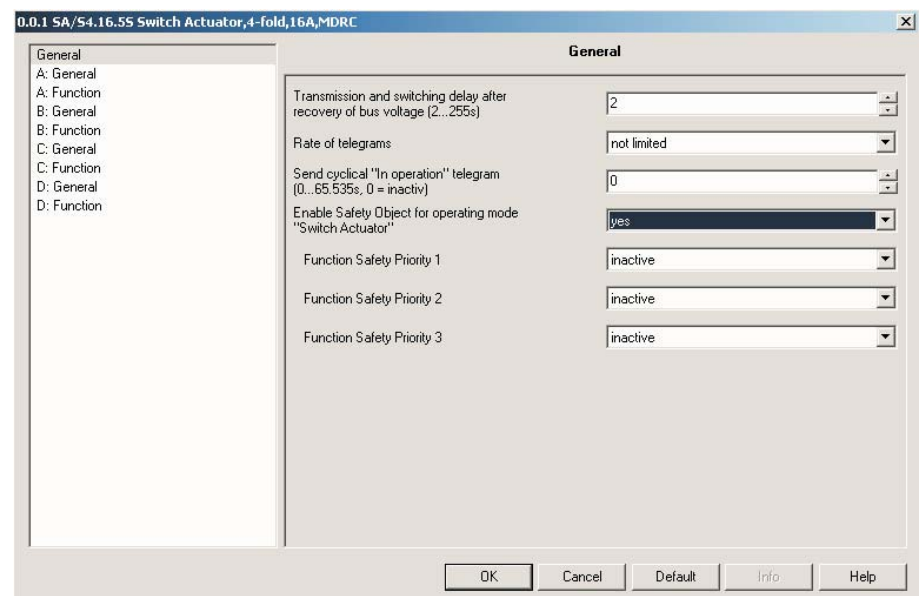 0.0.1 SA/S4.16.5S Switch Actuator,4-fold,16A,MDRC
General
A: General
A: Function
B: General
B: Function
C: General
C: Function
D: General
D: Function
General
Transmission and switching delay after
recovery of bus voltage (2...255s)
2
Rate of telegrams
not limited
Send cyclical "In operation" telegram
(0...65.535s, 0 = inactiv)
0
Enable Safety Object for operating mode
"Switch Actuator"
yes
Function Safety Priority 1
inactive
Function Safety Priority 2
inactive
Function Safety Priority 3
inactive
OK
Cancel
Default
Info
Help